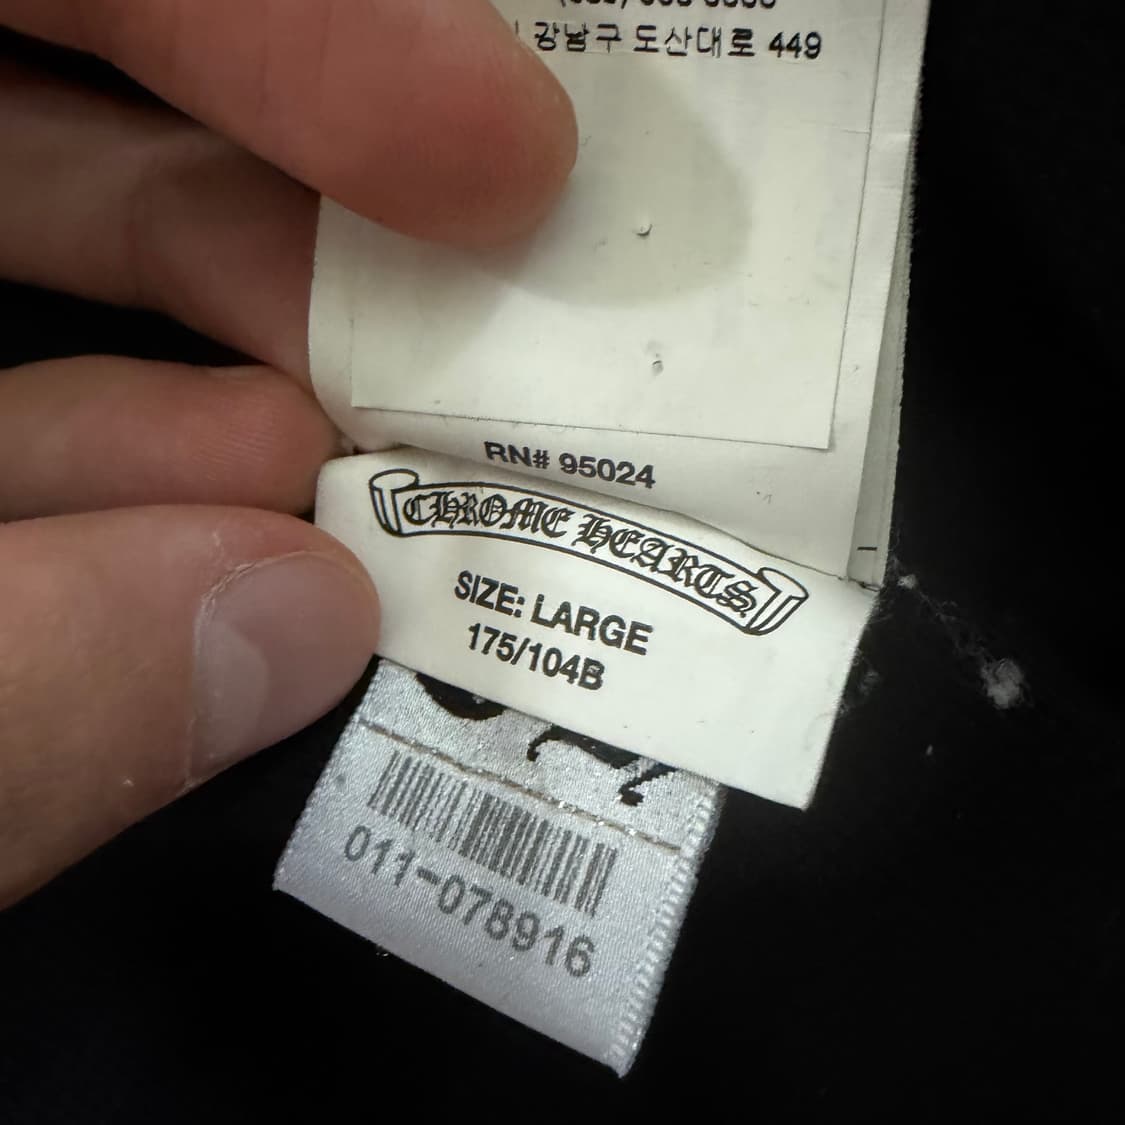 강남구 도산대로 449
RN# 95024
CHROME HEARTS
SIZE: LARGE
175/104B
011-078916